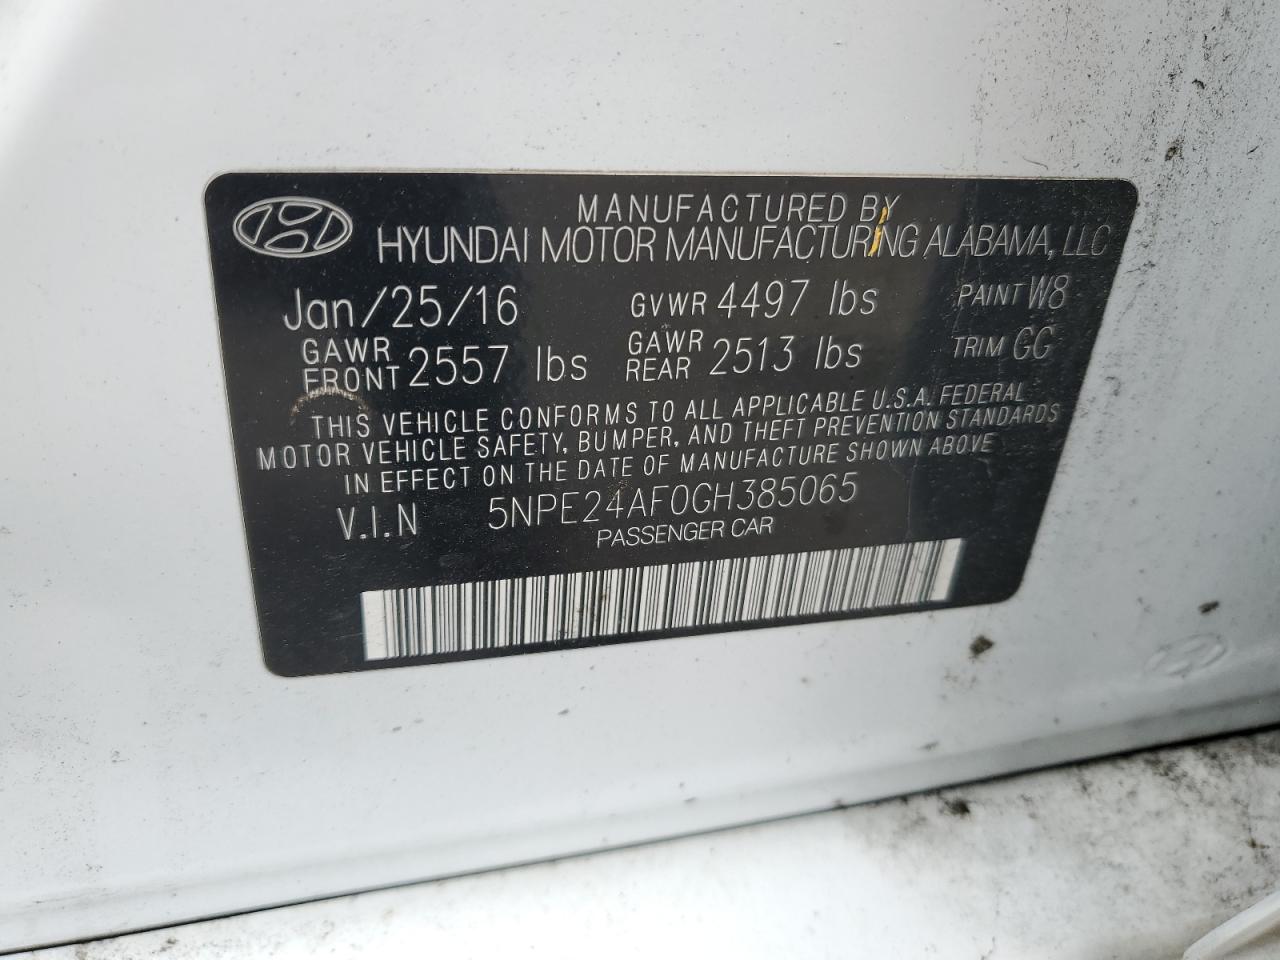 MANUFACTURED BY
HYUNDAI MOTOR MANUFACTURING ALABAMA, LLC
Jan/25/16 GVWR 4497 lbs PAINT W8
GAWR FRONT 2557 lbs GAWR REAR 2513 lbs TRIM GG
THIS VEHICLE CONFORMS TO ALL APPLICABLE U.S.A. FEDERAL
MOTOR VEHICLE SAFETY, BUMPER, AND THEFT PREVENTION STANDARDS
IN EFFECT ON THE DATE OF MANUFACTURE SHOWN ABOVE
V.I.N 5NPE24AF0GH385065
PASSENGER CAR